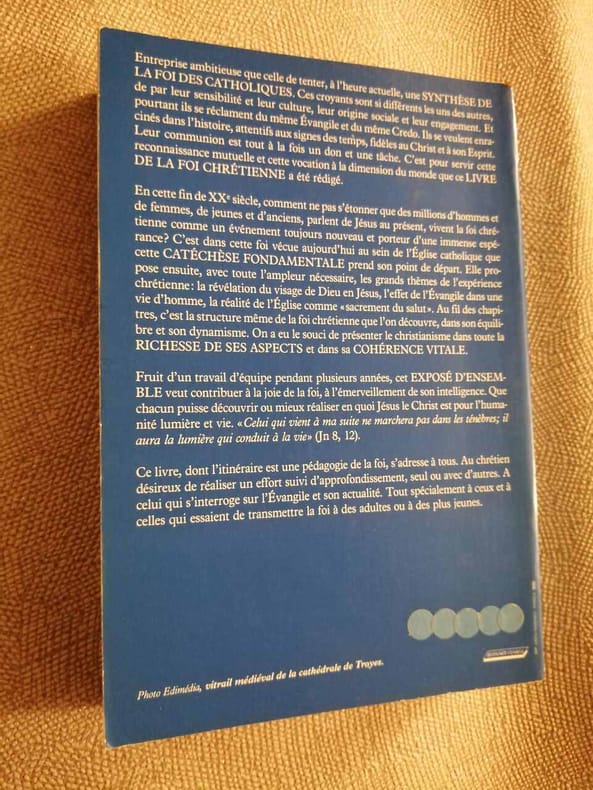 Entreprise ambitieuse que celle de tenter, à l'heure actuelle, une SYNTHÈSE DE
LA FOI DES CATHOLIQUES. Ces croyants sont si différents les uns des autres,
de par leur sensibilité et leur culture, leur origine sociale et leur engagement. Et
pourtant ils se réclament du même Évangile et du même Credo. Ils se veulent enra-
cinés dans l'histoire, attentifs aux signes des temps, fidèles au Christ et à son Esprit.
Leur communion est tout à la fois un don et une tâche. C'est pour servir cette
reconnaissance mutuelle et cette vocation à la dimension du monde que ce LIVRE
DE LA FOI CHRÉTIENNE a été rédigé.
En cette fin de XXe siècle, comment ne pas s'étonner que des millions d'hommes et
de femmes, de jeunes et d'anciens, parlent de Jésus au présent, vivent la foi chré-
tienne comme un événement toujours nouveau et porteur d'une immense espé-
rance? C'est dans cette foi vécue aujourd'hui au sein de l'Église catholique que
cette CATÉCHÈSE FONDAMENTALE prend son point de départ. Elle pro-
pose ensuite, avec toute l'ampleur nécessaire, les grands thèmes de l'expérience
chrétienne: la révélation du visage de Dieu en Jésus, l'effet de l'Évangile dans une
vie d'homme, la réalité de l'Église comme «sacrement du salut». Au fil des chapi-
tres, c'est la structure même de la foi chrétienne que l'on découvre, dans son équili-
bre et son dynamisme. On a eu le souci de présenter le christianisme dans toute la
RICHESSE DE SES ASPECTS et dans sa COHÉRENCE VITALE.
Fruit d'un travail d'équipe pendant plusieurs années, cet EXPOSÉ D'ENSEM-
BLE veut contribuer à la joie de la foi, à l'émerveillement de son intelligence. Que
chacun puisse découvrir ou mieux réaliser en quoi Jésus le Christ est pour l'huma-
nité lumière et vie. «Celui qui vient à ma suite ne marchera pas dans les ténèbres; il
aura la lumière qui conduit à la vie» (Jn 8, 12).
Ce livre, dont l'itinéraire est une pédagogie de la foi, s'adresse à tous. Au chrétien
désireux de réaliser un effort suivi d'approfondissement, seul ou avec d'autres. A
celui qui s'interroge sur l'Évangile et son actualité. Tout spécialement à ceux et à
celles qui essaient de transmettre la foi à des adultes ou à des plus jeunes.
Photo Edimédia, vitrail médiéval de la cathédrale de Troyes.